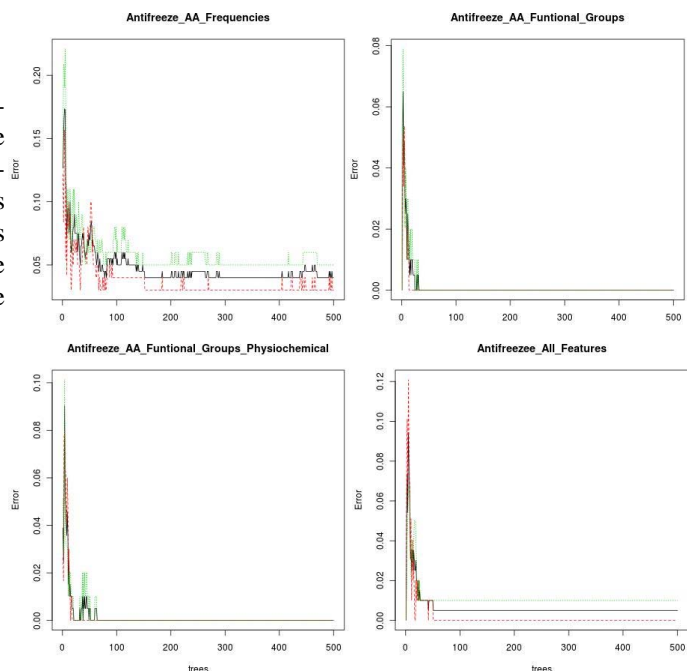 Antifreeze_AA_Frequencies
Antifreeze_AA_Funtional_Groups
Error
0.05 0.10 0.15 0.20
0 100 200 300 400 500
Error
0.00 0.02 0.04 0.06 0.08
0 100 200 300 400 500
Antifreeze_AA_Funtional_Groups_Physiochemical
Antifreezee_All_Features
Error
0.00 0.02 0.04 0.06 0.08 0.10
0 100 200 300 400 500
trees
Error
0.00 0.02 0.04 0.06 0.08 0.10 0.12
0 100 200 300 400 500
trees